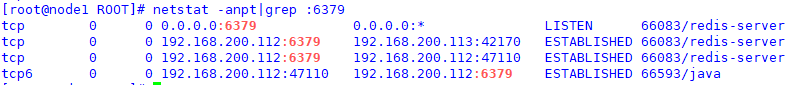 [root@node1 ROOT]# netstat -anpt|grep :6379
tcp 0 0 0.0.0.0:6379 0.0.0.0:* LISTEN 66083/redis-server
tcp 0 0 192.168.200.112:6379 192.168.200.113:42170 ESTABLISHED 66083/redis-server
tcp 0 0 192.168.200.112:6379 192.168.200.112:47110 ESTABLISHED 66083/redis-server
tcp6 0 0 192.168.200.112:47110 192.168.200.112:6379 ESTABLISHED 66593/java